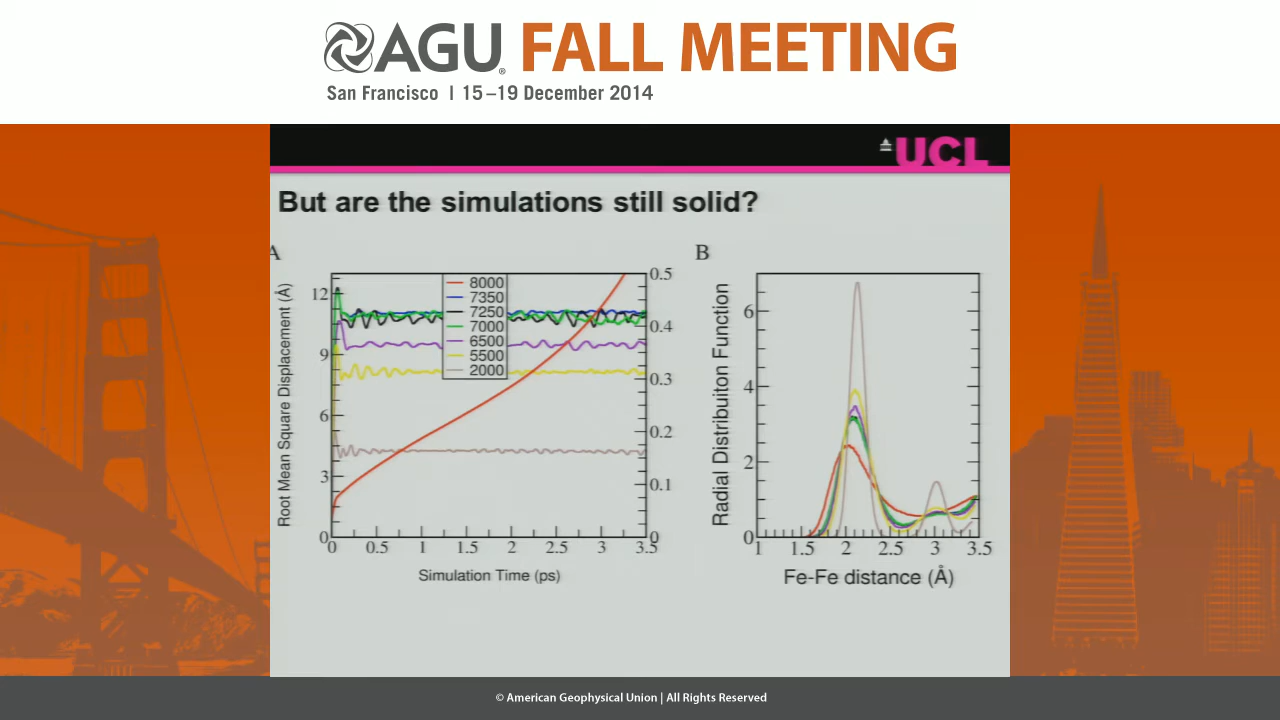 AGU® FALL MEETING
San Francisco | 15–19 December 2014
UCL
But are the simulations still solid?
A
Root Mean Square Displacement (Å)
12
9
6
3
0
8000
7350
7250
7000
6500
5500
2000
0.5
0.4
0.3
0.2
0.1
0
0 0.5 1 1.5 2 2.5 3 3.5
Simulation Time (ps)
B
Radial Distribuiton Function
6
4
2
0
1 1.5 2 2.5 3 3.5
Fe-Fe distance (Å)
© American Geophysical Union | All Rights Reserved